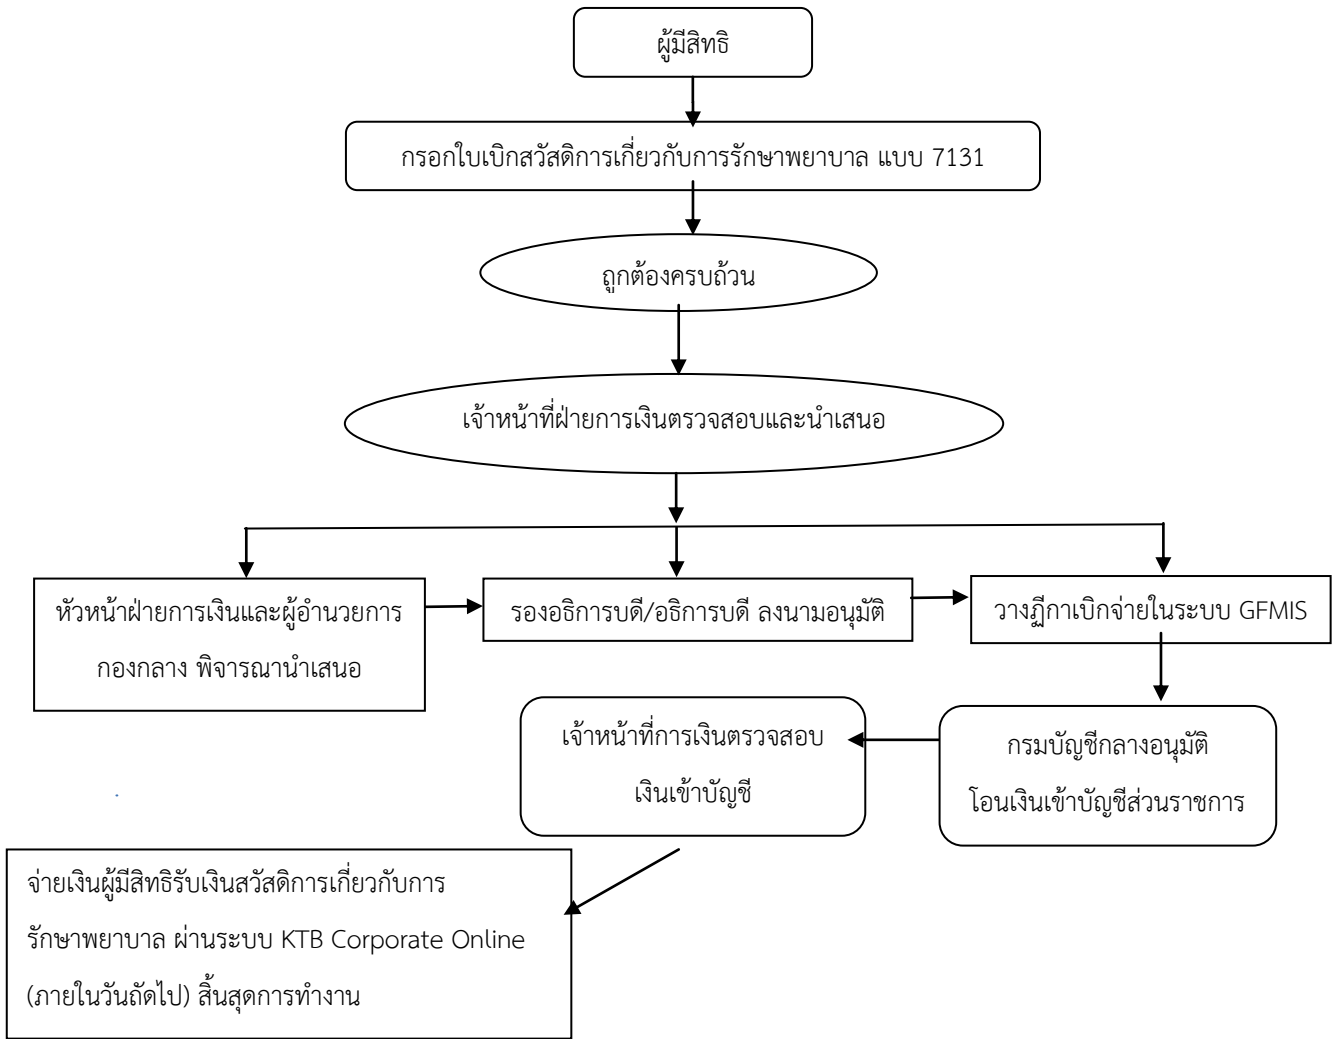 ผู้มีสิทธิ
กรอกใบเบิกสวัสดิการเกี่ยวกับการรักษาพยาบาล แบบ 7131
ถูกต้องครบถ้วน
เจ้าหน้าที่ฝ่ายการเงินตรวจสอบและนำเสนอ
หัวหน้าฝ่ายการเงินและผู้อำนวยการ
กองกลาง พิจารณานำเสนอ
รองอธิการบดี/อธิการบดี ลงนามอนุมัติ
วางฎีกาเบิกจ่ายในระบบ GFMIS
กรมบัญชีกลางอนุมัติ
โอนเงินเข้าบัญชีส่วนราชการ
เจ้าหน้าที่การเงินตรวจสอบ
เงินเข้าบัญชี
จ่ายเงินผู้มีสิทธิรับเงินสวัสดิการเกี่ยวกับการ
รักษาพยาบาล ผ่านระบบ KTB Corporate Online
(ภายในวันถัดไป) สิ้นสุดการทำงาน